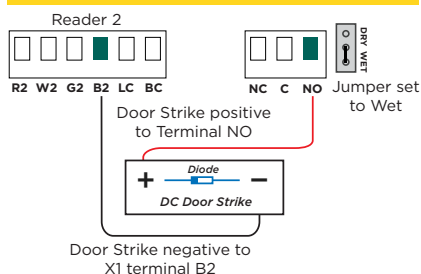 Reader 2
R2 W2 G2 B2 LC BC
NC C NO
DRY WET
Jumper set
to Wet
Door Strike positive
to Terminal NO
Diode
+ −
DC Door Strike
Door Strike negative to
X1 terminal B2